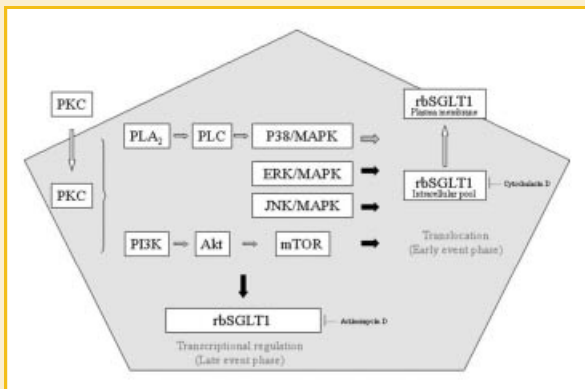 PKC
PKC
PLA2
PLC
P38/MAPK
ERK/MAPK
JNK/MAPK
PI3K
Akt
mTOR
rbSGLT1
Plasma membrane
rbSGLT1
Intracellular pool
Cytochalasin D
Translocation
(Early event phase)
rbSGLT1
Actinomycin D
Transcriptional regulation
(Late event phase)